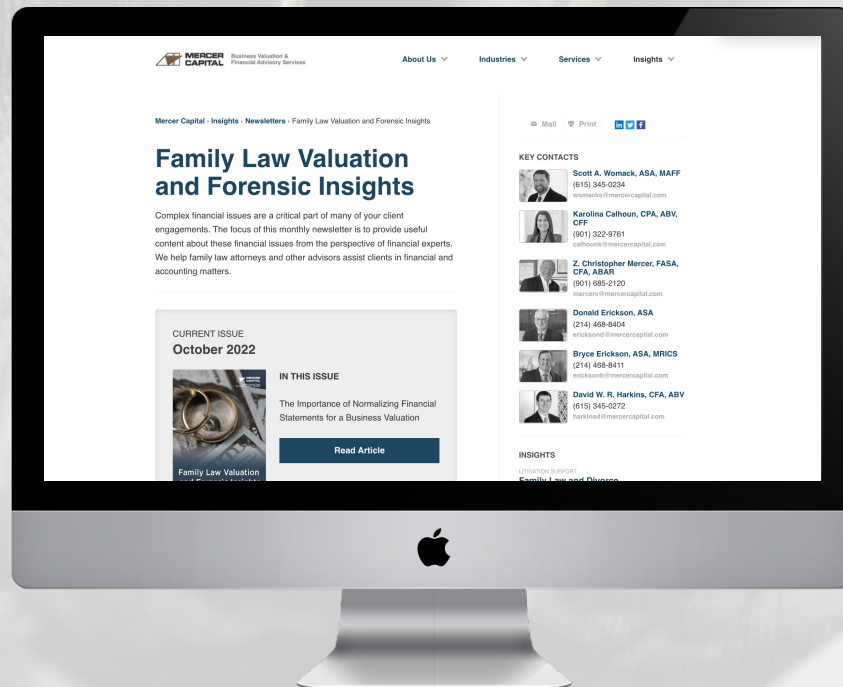 MERCER
CAPITAL
Business Valuation &
Financial Advisory Services
About Us
Industries
Services
Insights
Mercer Capital › Insights › Newsletters › Family Law Valuation and Forensic Insights
Family Law Valuation
and Forensic Insights
Complex financial issues are a critical part of many of your client
engagements. The focus of this monthly newsletter is to provide useful
content about these financial issues from the perspective of financial experts.
We help family law attorneys and other advisors assist clients in financial and
accounting matters.
CURRENT ISSUE
October 2022
MERCER
CAPITAL
Family Law Valuation
and Forensic Insights
IN THIS ISSUE
The Importance of Normalizing Financial
Statements for a Business Valuation
Read Article
Mail
Print
in
f
KEY CONTACTS
Scott A. Womack, ASA, MAFF
(615) 345-0234
womacks@mercercapital.com
Karolina Calhoun, CPA, ABV,
CFF
(901) 322-9761
calhounk@mercercapital.com
Z. Christopher Mercer, FASA,
CFA, ABAR
(901) 685-2120
mercerc@mercercapital.com
Donald Erickson, ASA
(214) 468-8404
ericksond@mercercapital.com
Bryce Erickson, ASA, MRICS
(214) 468-8411
ericksonb@mercercapital.com
David W. R. Harkins, CFA, ABV
(615) 345-0272
harkinsd@mercercapital.com
INSIGHTS
LITIGATION SUPPORT
Family Law and Divorce